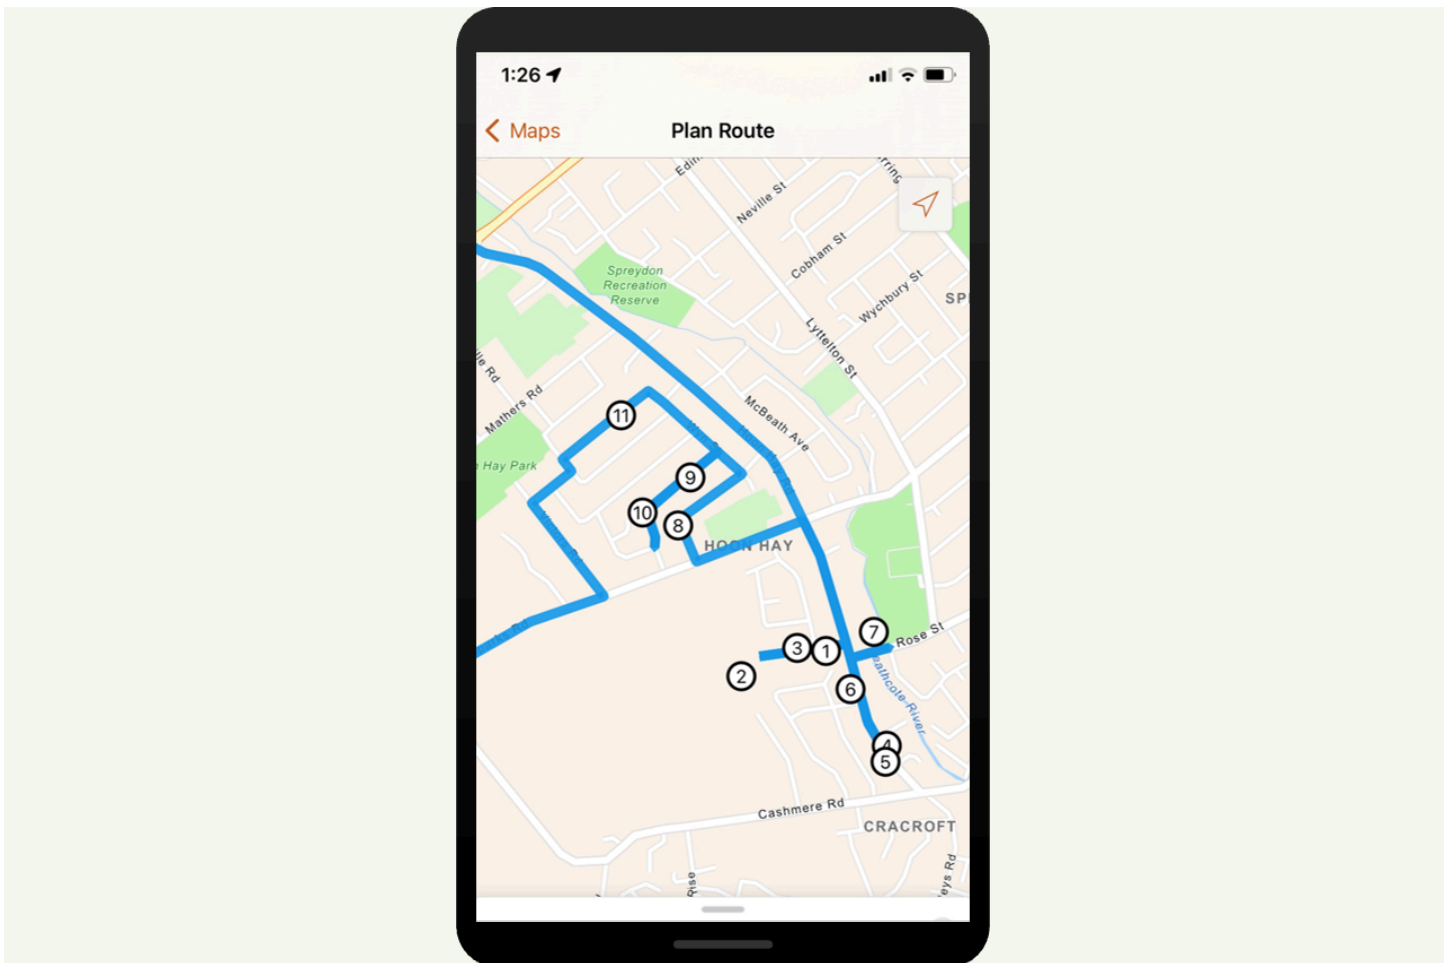 1:26
Maps
Plan Route
Neville St
Cobham St
Spreydon
Recreation
Reserve
Wychbury St
Lyttelton St
Mathers Rd
McBeath Ave
11
Hay Park
9
10
8
HOON HAY
7
Rose St
3
1
2
6
Heathcote River
4
5
Cashmere Rd
CRACROFT